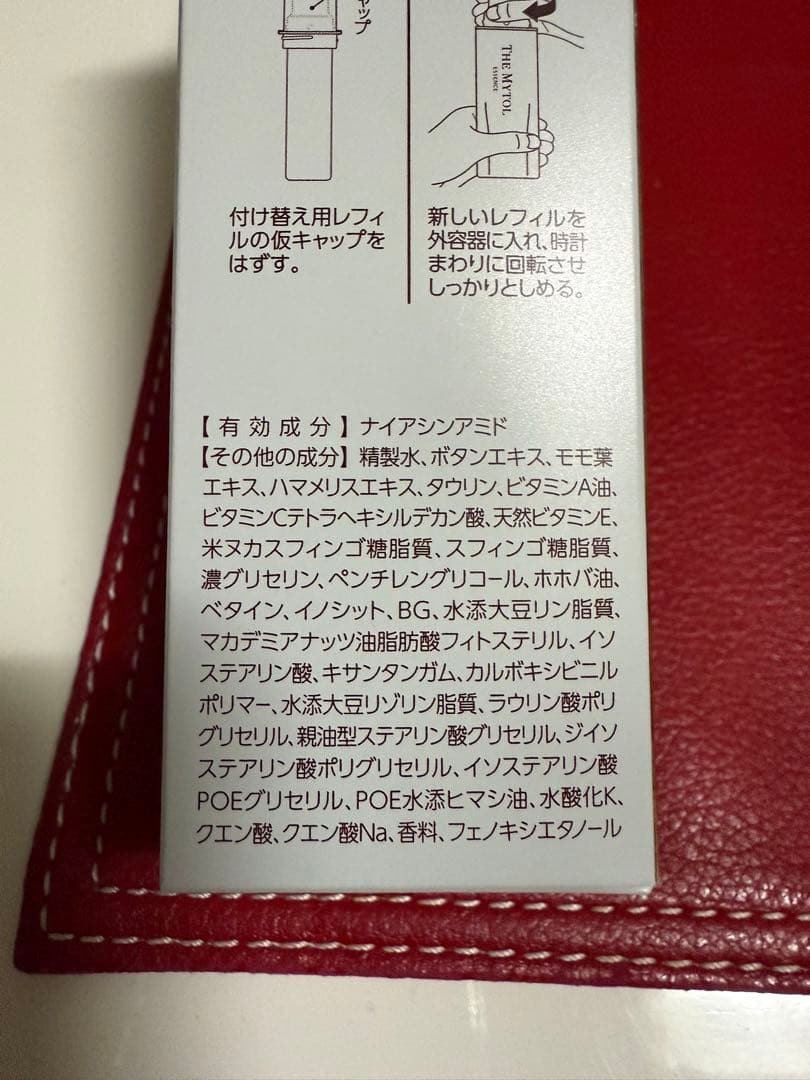 ャップ
THE MYTOL
ESSENCE
付け替え用レフィ
ルの仮キャップを
はずす。
新しいレフィルを
外容器に入れ、時計
まわりに回転させ
しっかりとしめる。
【有効成分】ナイアシンアミド
【その他の成分】精製水、ボタンエキス、モモ葉
エキス、ハマメリスエキス、タウリン、ビタミンA油、
ビタミンCテトラヘキシルデカン酸、天然ビタミンE、
米ヌカスフィンゴ糖脂質、スフィンゴ糖脂質、
濃グリセリン、ペンチレングリコール、ホホバ油、
ベタイン、イノシット、BG、水添大豆リン脂質、
マカデミアナッツ油脂肪酸フィトステリル、イソ
ステアリン酸、キサンタンガム、カルボキシビニル
ポリマー、水添大豆リゾリン脂質、ラウリン酸ポリ
グリセリル、親油型ステアリン酸グリセリル、ジイソ
ステアリン酸ポリグリセリル、イソステアリン酸
POEグリセリル、POE水添ヒマシ油、水酸化K、
クエン酸、クエン酸Na、香料、フェノキシエタノール